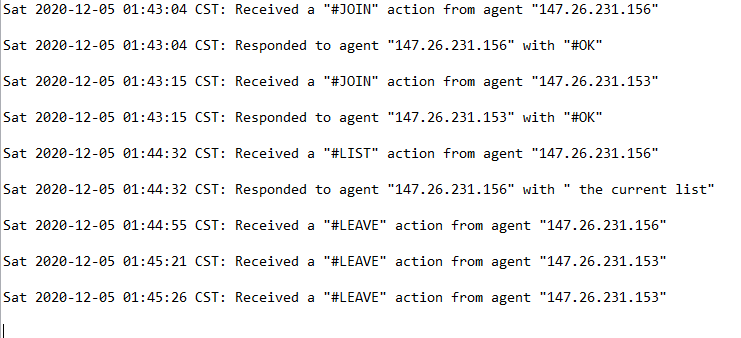 Sat 2020-12-05 01:43:04 CST: Received a "#JOIN" action from agent "147.26.231.156"
Sat 2020-12-05 01:43:04 CST: Responded to agent "147.26.231.156" with "#OK"
Sat 2020-12-05 01:43:15 CST: Received a "#JOIN" action from agent "147.26.231.153"
Sat 2020-12-05 01:43:15 CST: Responded to agent "147.26.231.153" with "#OK"
Sat 2020-12-05 01:44:32 CST: Received a "#LIST" action from agent "147.26.231.156"
Sat 2020-12-05 01:44:32 CST: Responded to agent "147.26.231.156" with " the current list"
Sat 2020-12-05 01:44:55 CST: Received a "#LEAVE" action from agent "147.26.231.156"
Sat 2020-12-05 01:45:21 CST: Received a "#LEAVE" action from agent "147.26.231.153"
Sat 2020-12-05 01:45:26 CST: Received a "#LEAVE" action from agent "147.26.231.153"